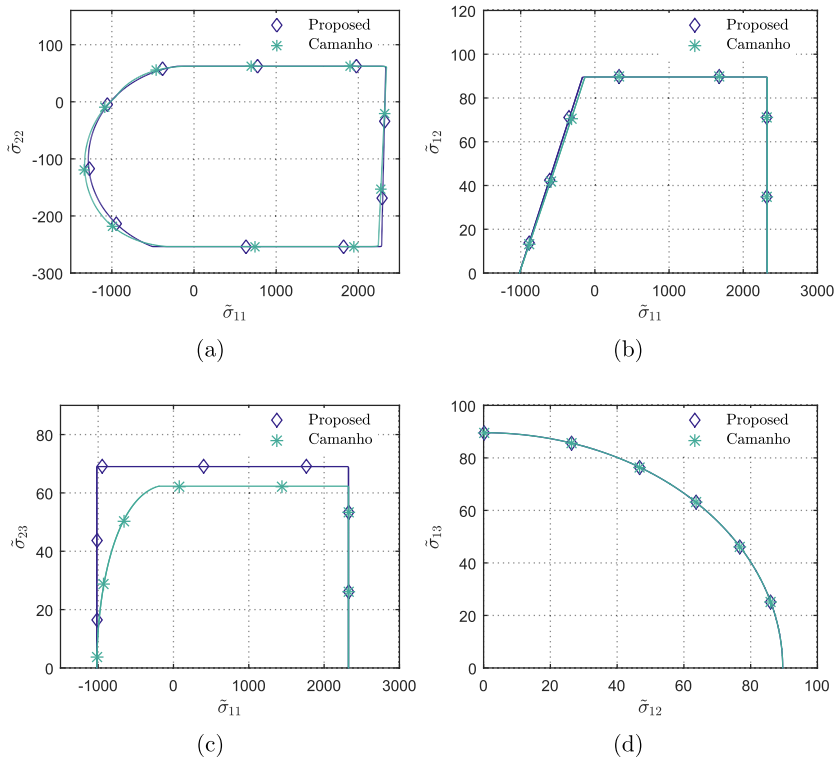 Proposed
Camanho
100
0
-100
-200
-300
-1000
0
1000
2000
σ̃22
σ̃11
(a)
Proposed
Camanho
120
100
80
60
40
20
0
-1000
0
1000
2000
3000
σ̃12
σ̃11
(b)
Proposed
Camanho
80
60
40
20
0
-1000
0
1000
2000
3000
σ̃23
σ̃11
(c)
Proposed
Camanho
100
80
60
40
20
0
0
20
40
60
80
100
σ̃13
σ̃12
(d)